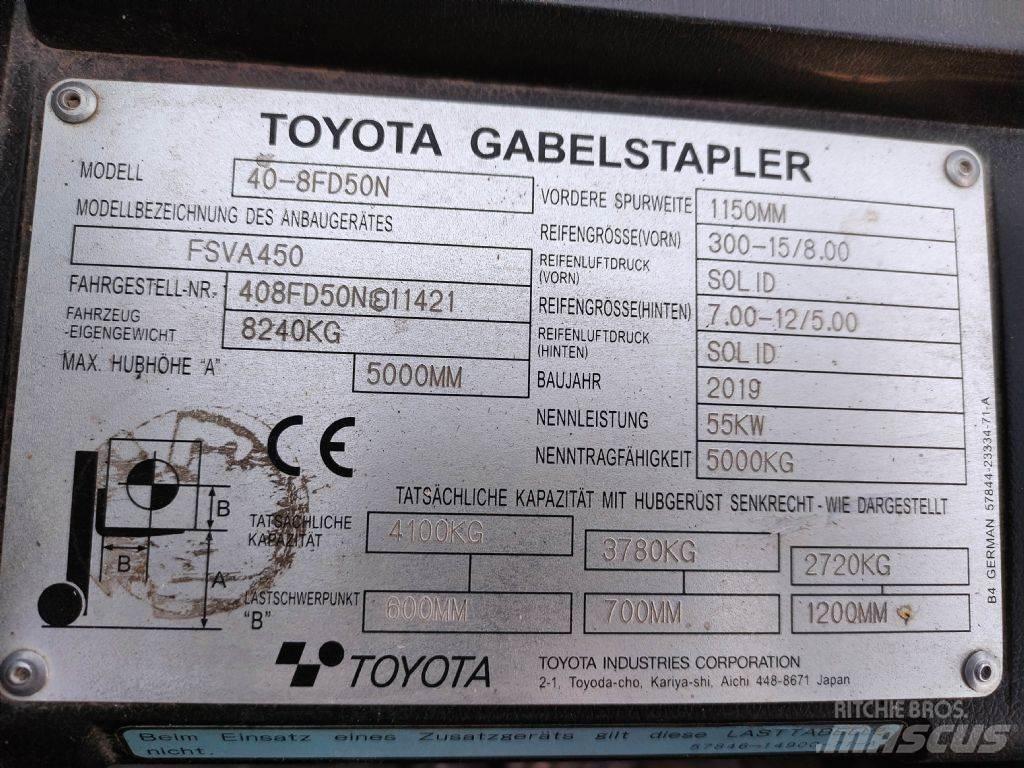 TOYOTA GABELSTAPLER
MODELL 40-8FD50N
MODELLBEZEICHNUNG DES ANBAUGERÄTES
FSVA450
FAHRGESTELL-NR. 408FD50N E 11421
FAHRZEUG
-EIGENGEWICHT 8240KG
MAX. HUBHÖHE "A" 5000MM
VORDERE SPURWEITE 1150MM
REIFENGRÖSSE(VORN) 300-15/8.00
REIFENLUFTDRUCK
(VORN) SOLID
REIFENGRÖSSE(HINTEN) 7.00-12/5.00
REIFENLUFTDRUCK
(HINTEN) SOLID
BAUJAHR 2019
NENNLEISTUNG 55KW
NENNTRAGFÄHIGKEIT 5000KG
CE
B
B
A
TATSÄCHLICHE KAPAZITÄT MIT HUBGERÜST SENKRECHT-WIE DARGESTELLT
TATSÄCHLICHE
KAPAZITÄT 4100KG 3780KG 2720KG
LASTSCHWERPUNKT
"B" 600MM 700MM 1200MM
TOYOTA
TOYOTA INDUSTRIES CORPORATION
2-1, Toyoda-cho, Kariya-shi, Aichi 448-8671 Japan
B4 GERMAN 57844-23334-71-A
Beim Einsatz eines Zusatzgeräts gilt diese
nicht.
RITCHIE BROS.
MASCUS